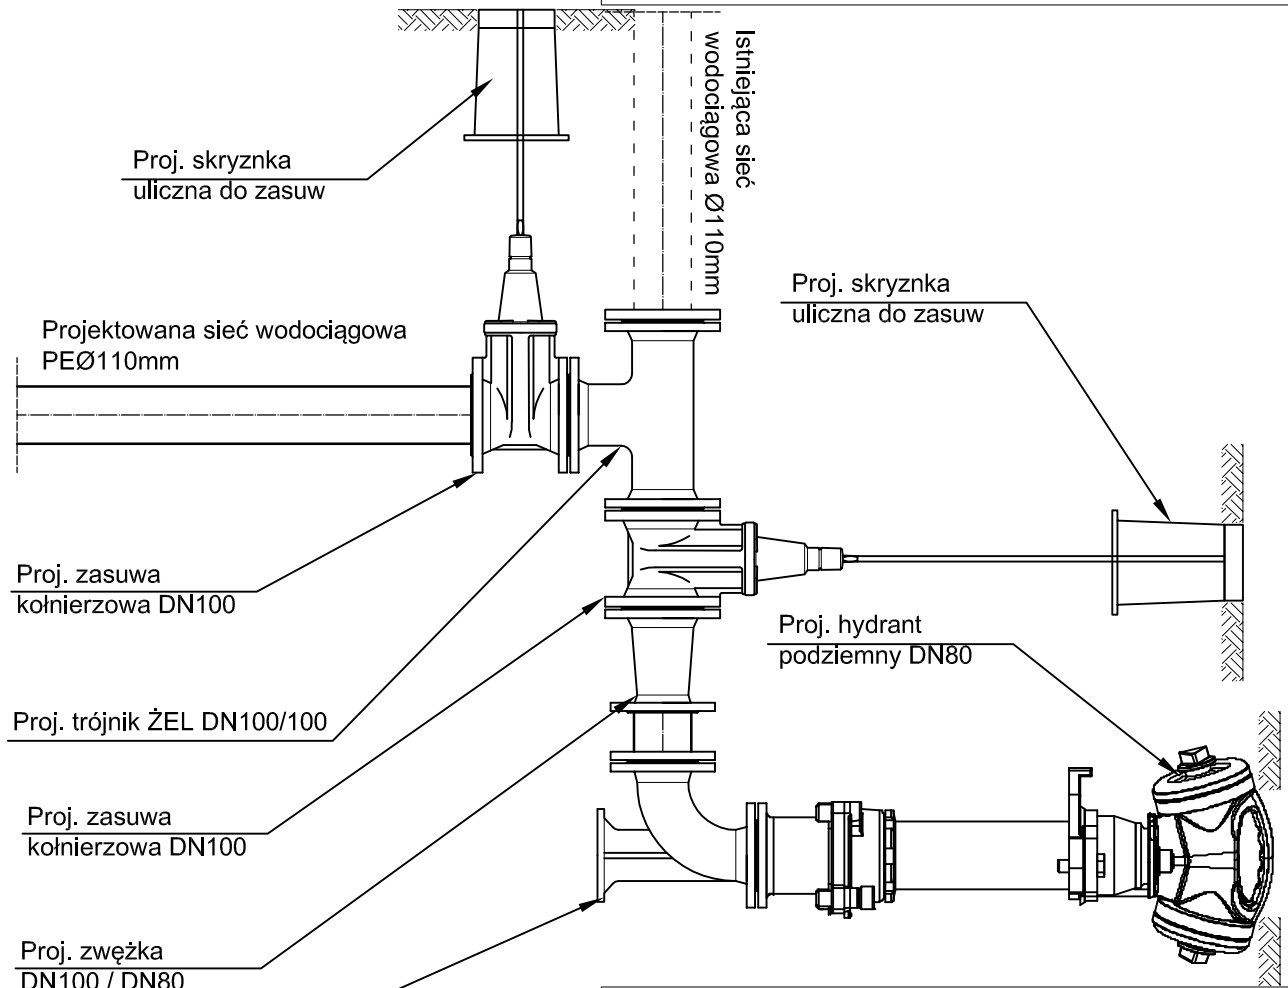 Istniejąca sieć
wodociągowa Ø110mm
Proj. skryznka
uliczna do zasuw
Proj. skryznka
uliczna do zasuw
Projektowana sieć wodociągowa
PEØ110mm
Proj. zasuwa
kołnierzowa DN100
Proj. hydrant
podziemny DN80
Proj. trójnik ŻEL DN100/100
Proj. zasuwa
kołnierzowa DN100
Proj. zwężka
DN100 / DN80